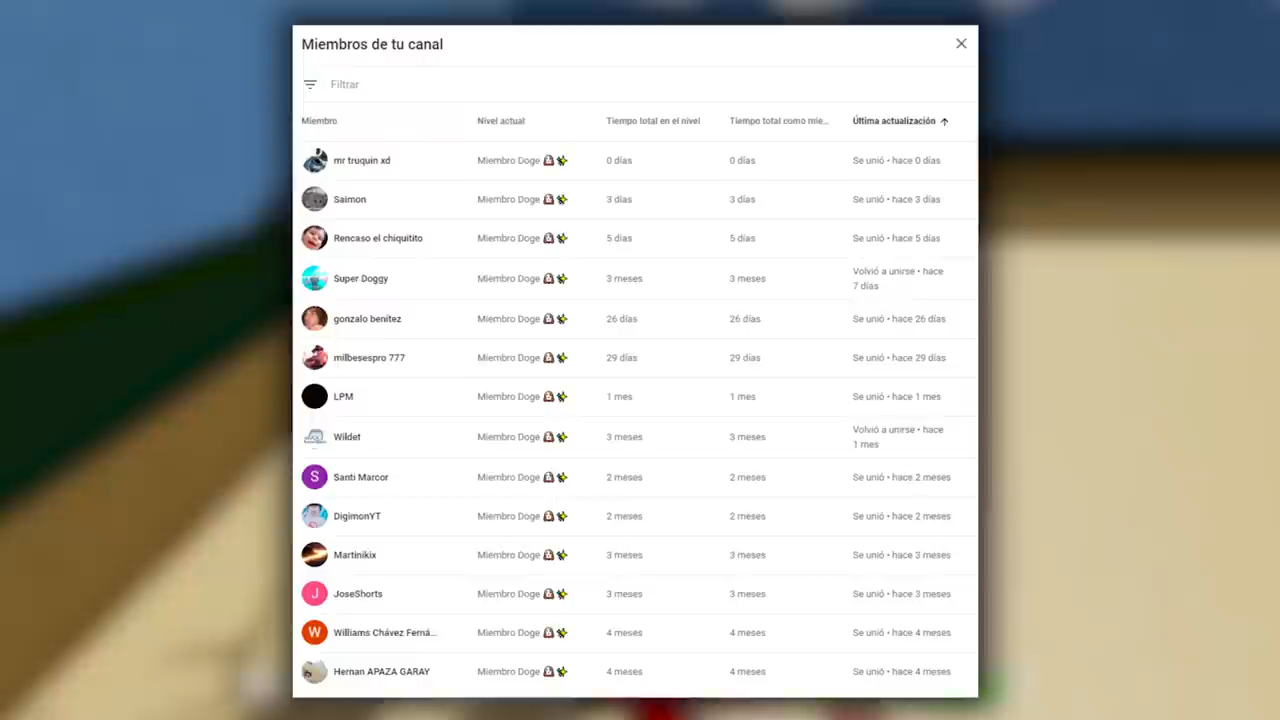 Miembros de tu canal
Filtrar
Miembro Nivel actual Tiempo total en el nivel Tiempo total como mie... Última actualización
mr truquin xd Miembro Doge 0 días 0 días Se unió • hace 0 días
Saimon Miembro Doge 3 días 3 días Se unió • hace 3 días
Rencaso el chiquitito Miembro Doge 5 días 5 días Se unió • hace 5 días
Super Doggy Miembro Doge 3 meses 3 meses Volvió a unirse • hace
7 días
gonzalo benitez Miembro Doge 26 días 26 días Se unió • hace 26 días
milbesespro 777 Miembro Doge 29 días 29 días Se unió • hace 29 días
LPM Miembro Doge 1 mes 1 mes Se unió • hace 1 mes
Wildet Miembro Doge 3 meses 3 meses Volvió a unirse • hace
1 mes
S Santi Marcor Miembro Doge 2 meses 2 meses Se unió • hace 2 meses
DigimonYT Miembro Doge 2 meses 2 meses Se unió • hace 2 meses
Martinikix Miembro Doge 3 meses 3 meses Se unió • hace 3 meses
J JoseShorts Miembro Doge 3 meses 3 meses Se unió • hace 3 meses
W Williams Chávez Ferná... Miembro Doge 4 meses 4 meses Se unió • hace 4 meses
Hernan APAZA GARAY Miembro Doge 4 meses 4 meses Se unió • hace 4 meses